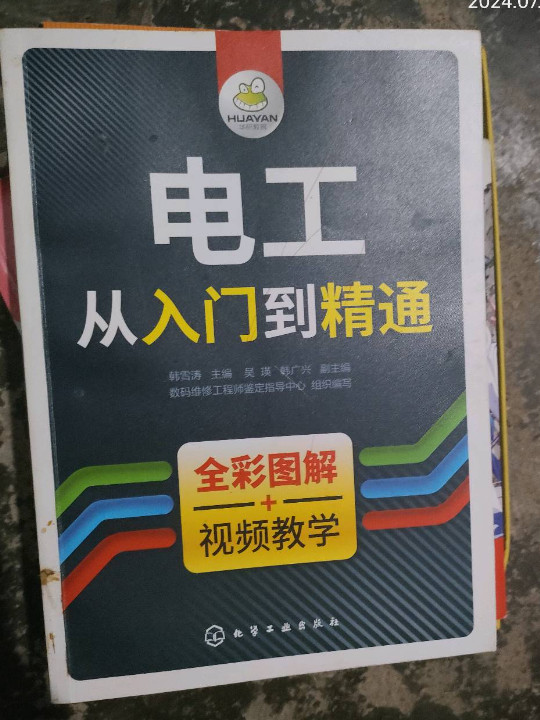 2024.07
HUAYAN
电工
从入门到精通
韩雪涛 主编 吴瑛 韩广兴 副主编
数码维修工程师鉴定指导中心 组织编写
全彩图解
+
视频教学
化学工业出版社